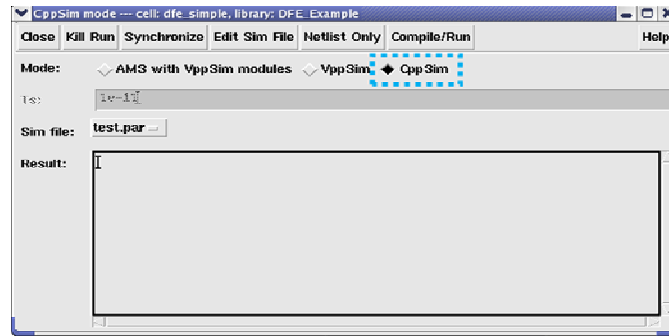 CppSim mode --- cell: dfe_simple, library: DFE_Example
Close Kill Run Synchronize Edit Sim File Netlist Only Compile/Run Help
Mode: AMS with VppSim modules VppSim CppSim
Ts: 1e-11
Sim file: test.par
Result: